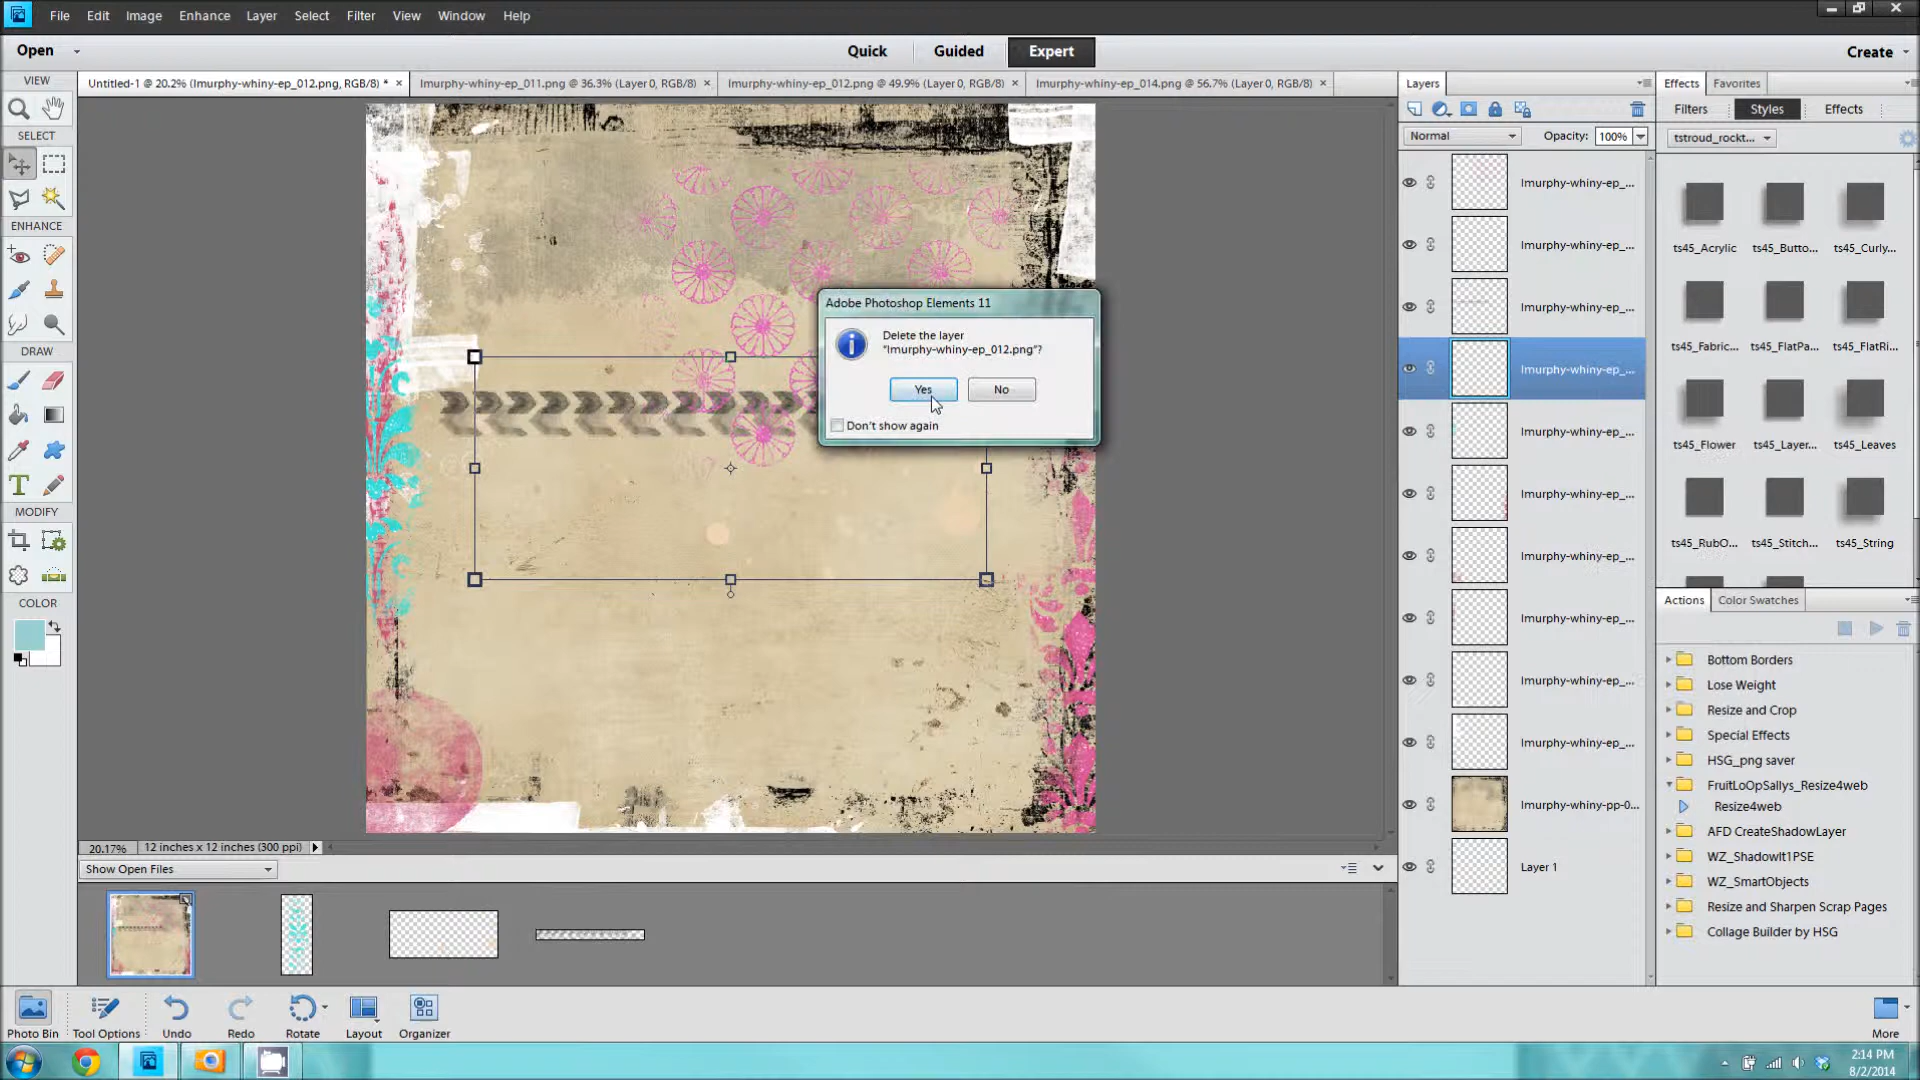 File Edit Image Enhance Layer Select Filter View Window Help
Open Quick Guided Expert Create
VIEW
Untitled-1 @ 20.2% (lmurphy-whiny-ep_012.png, RGB/8) * × lmurphy-whiny-ep_011.png @ 36.3% (Layer 0, RGB/8) × lmurphy-whiny-ep_012.png @ 49.9% (Layer 0, RGB/8) × lmurphy-whiny-ep_014.png @ 56.7% (Layer 0, RGB/8) ×
SELECT
ENHANCE
DRAW
MODIFY
COLOR
Adobe Photoshop Elements 11
Delete the layer
"lmurphy-whiny-ep_012.png"?
Yes No
Don't show again
Layers
Normal Opacity: 100%
lmurphy-whiny-ep_...
lmurphy-whiny-ep_...
lmurphy-whiny-ep_...
lmurphy-whiny-ep_...
lmurphy-whiny-ep_...
lmurphy-whiny-ep_...
lmurphy-whiny-ep_...
lmurphy-whiny-ep_...
lmurphy-whiny-ep_...
lmurphy-whiny-ep_...
lmurphy-whiny-pp-0...
Layer 1
Effects Favorites
Filters Styles Effects
tstroud_rockt...
ts45_Acrylic ts45_Butto... ts45_Curly...
ts45_Fabric... ts45_FlatPa... ts45_FlatRi...
ts45_Flower ts45_Layer... ts45_Leaves
ts45_RubO... ts45_Stitch... ts45_String
Actions Color Swatches
Bottom Borders
Lose Weight
Resize and Crop
Special Effects
HSG_png saver
FruitLoOpSallys_Resize4web
Resize4web
AFD CreateShadowLayer
WZ_ShadowIt1PSE
WZ_SmartObjects
Resize and Sharpen Scrap Pages
Collage Builder by HSG
20.17% 12 inches x 12 inches (300 ppi)
Show Open Files
Photo Bin Tool Options Undo Redo Rotate Layout Organizer More
2:14 PM
8/2/2014